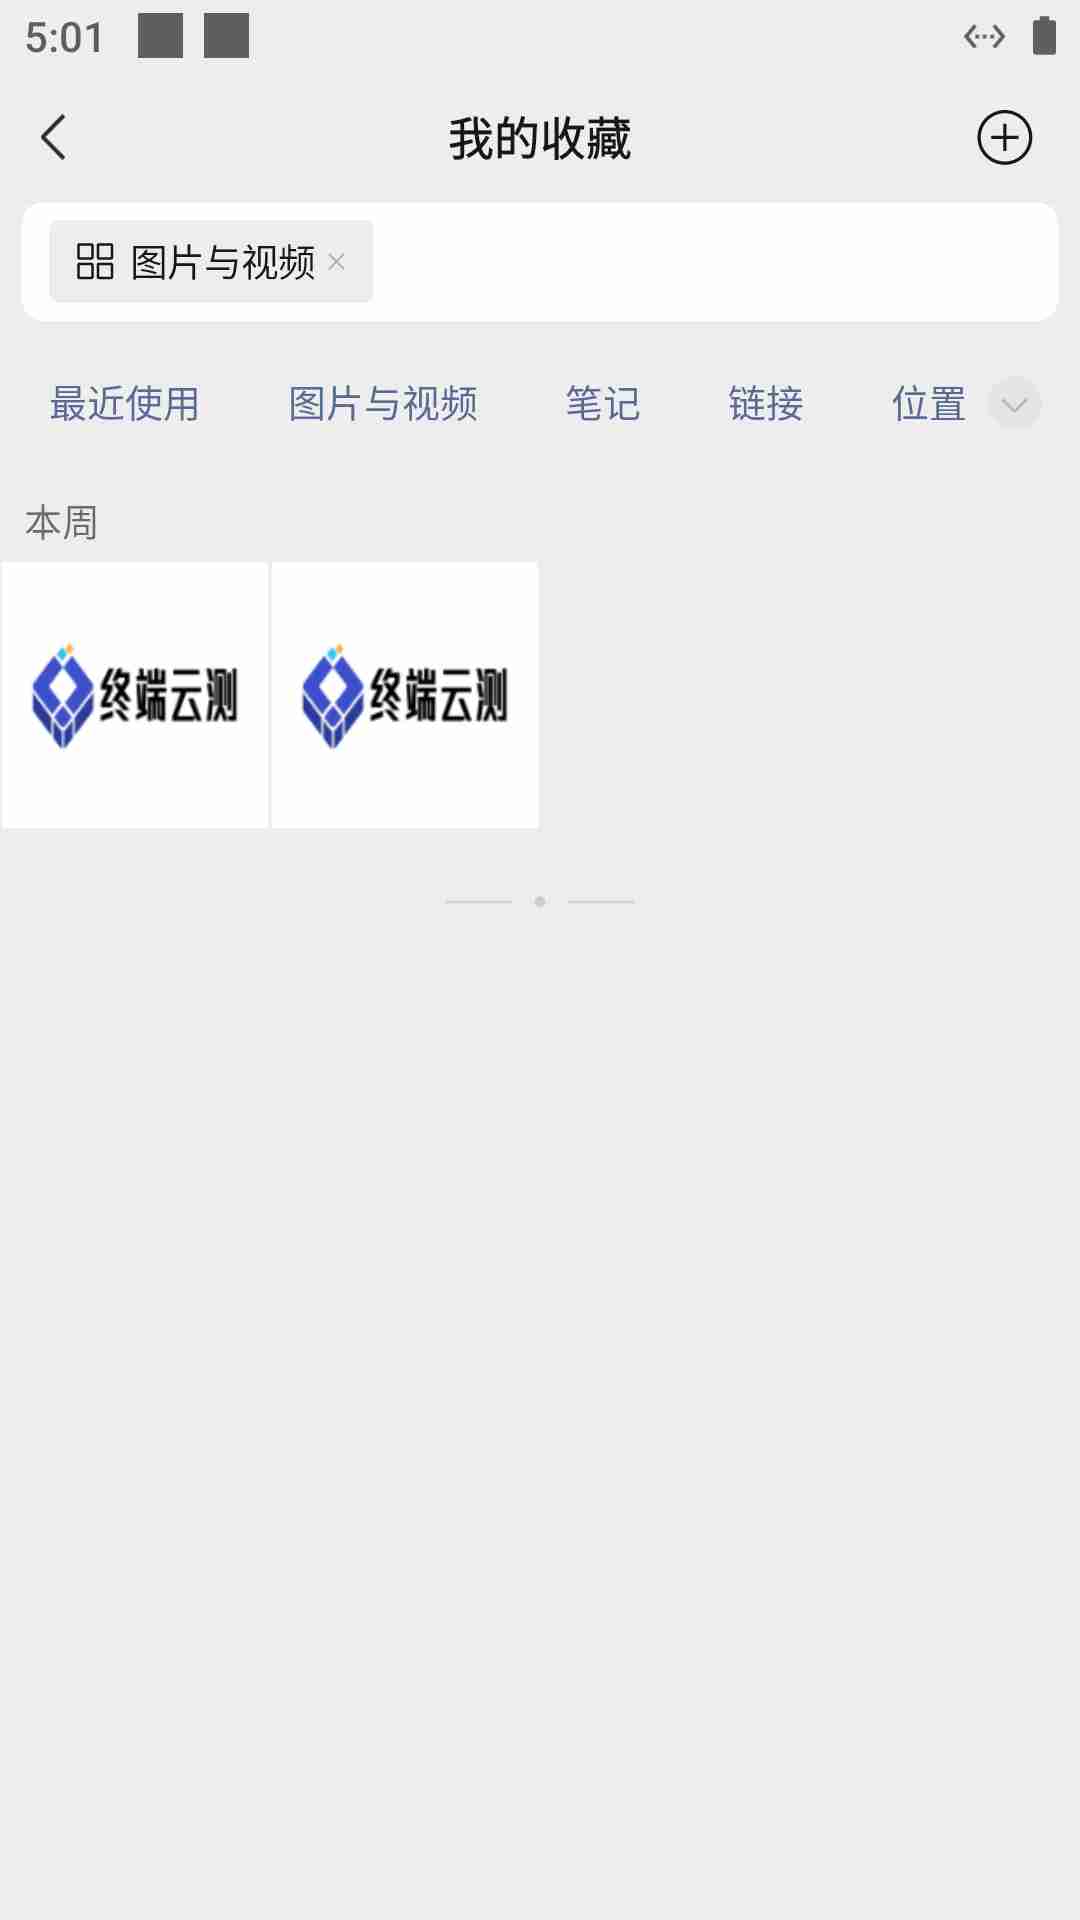 5:01
我的收藏
图片与视频
最近使用 图片与视频 笔记 链接 位置
本周
终端云测 终端云测